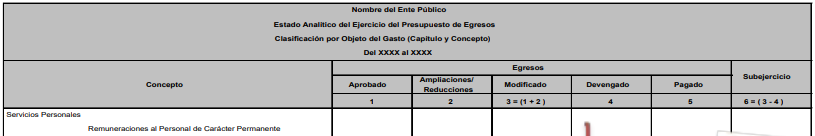 Nombre del Ente Público
Estado Analítico del Ejercicio del Presupuesto de Egresos
Clasificación por Objeto del Gasto (Capítulo y Concepto)
Del XXXX al XXXX
Concepto
Egresos
Subejercicio
Aprobado
Ampliaciones/
Reducciones
Modificado
Devengado
Pagado
1
2
3 = (1 + 2 )
4
5
6 = ( 3 - 4 )
Servicios Personales
Remuneraciones al Personal de Carácter Permanente